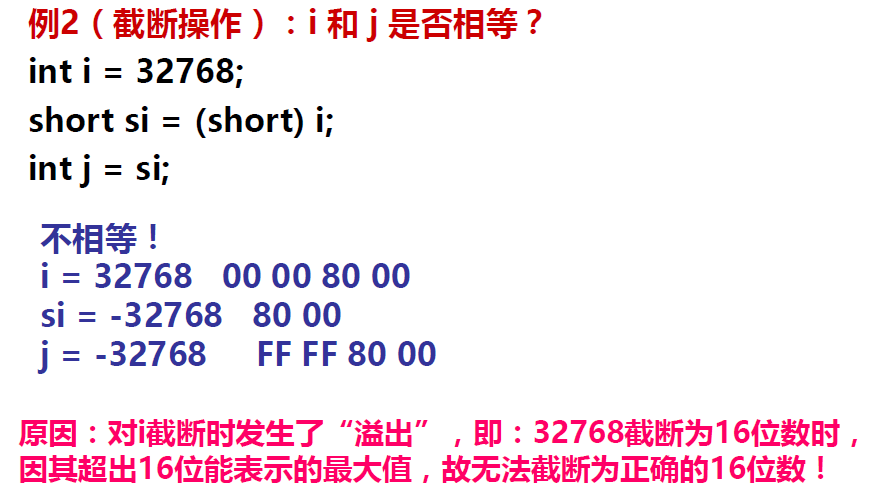 例2（截断操作）：i 和 j 是否相等？
int i = 32768;
short si = (short) i;
int j = si;
不相等！
i = 32768 00 00 80 00
si = -32768 80 00
j = -32768 FF FF 80 00
原因：对i截断时发生了“溢出”，即：32768截断为16位数时，
因其超出16位能表示的最大值，故无法截断为正确的16位数！